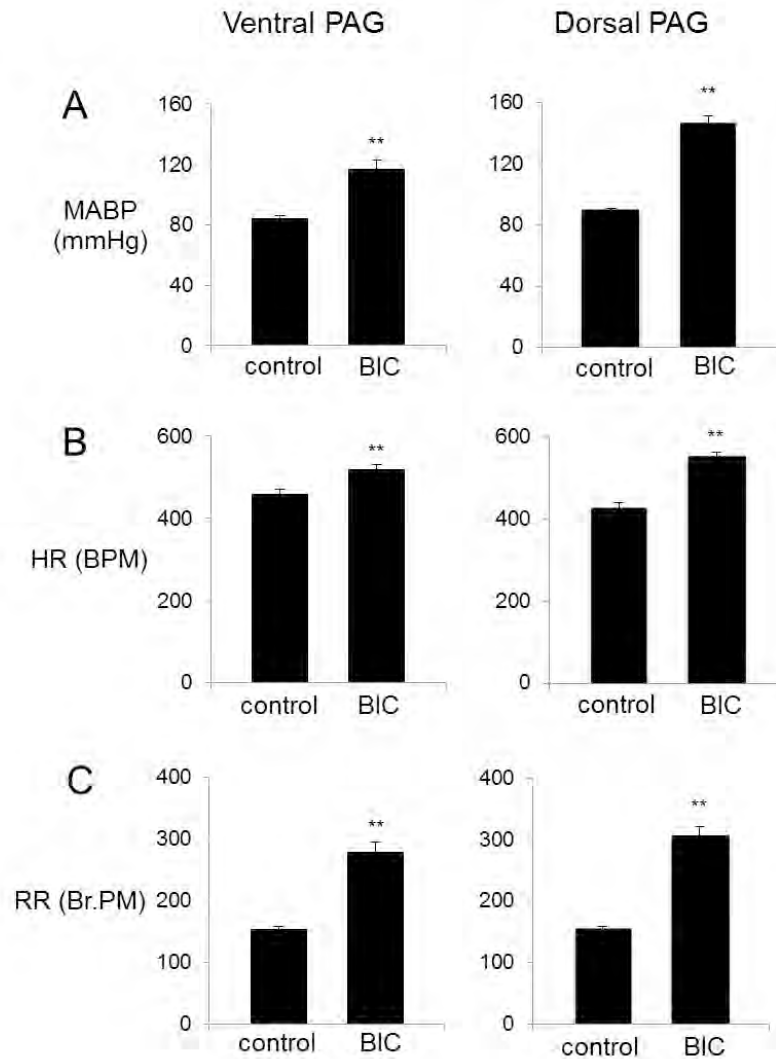 Ventral PAG Dorsal PAG
A
MABP
(mmHg)
160
120
80
40
0
**
control BIC
160
120
80
40
0
**
control BIC
B
HR (BPM)
600
400
200
0
**
control BIC
600
400
200
0
**
control BIC
C
RR (Br.PM)
400
300
200
100
0
**
control BIC
400
300
200
100
0
**
control BIC